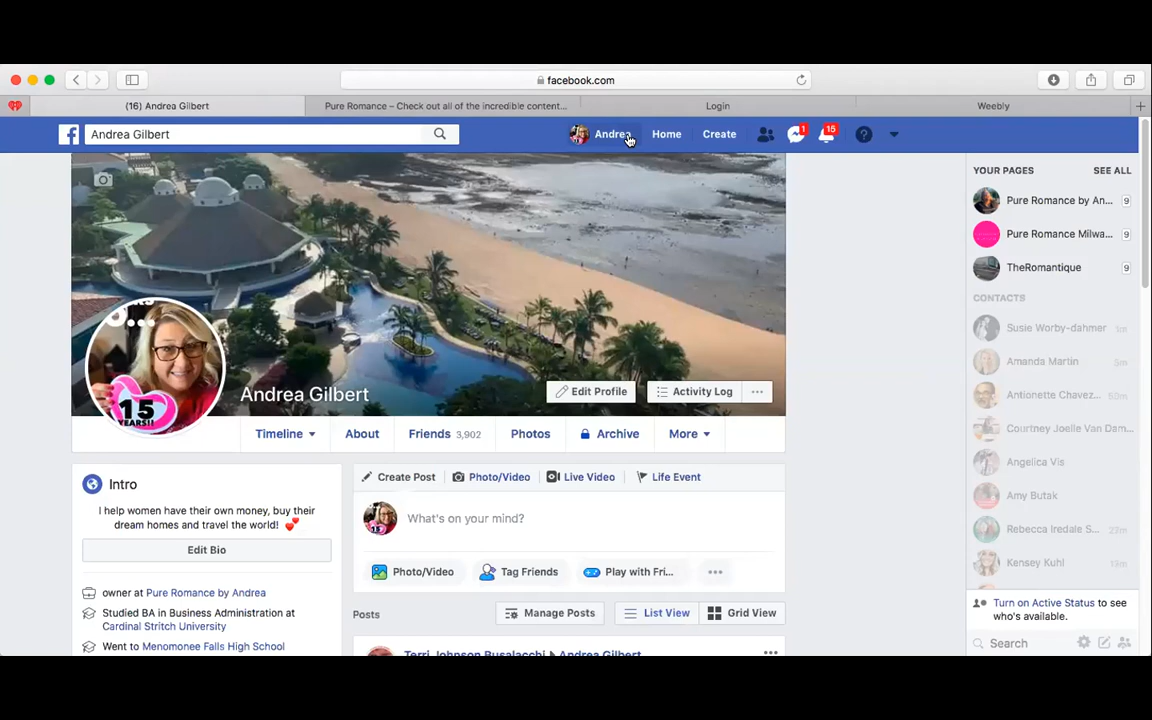 facebook.com
(16) Andrea Gilbert
Pure Romance – Check out all of the incredible content...
Login
Weebly
Andrea Gilbert
Andrea
Home
Create
1
15
YOUR PAGES
SEE ALL
Pure Romance by An...
9
Pure Romance Milwa...
9
TheRomantique
9
CONTACTS
Susie Worby-dahmer
Amanda Martin
Antionette Chavez...
Courtney Joelle Van Dam...
Angelica Vis
Amy Butak
Rebecca Iredale S...
27m
Kensey Kuhl
Turn on Active Status to see
who's available.
Search
15
YEARS!!
Andrea Gilbert
Edit Profile
Activity Log
Timeline
About
Friends 3,902
Photos
Archive
More
Intro
I help women have their own money, buy their
dream homes and travel the world!
Edit Bio
owner at Pure Romance by Andrea
Studied BA in Business Administration at
Cardinal Stritch University
Went to Menomonee Falls High School
Create Post
Photo/Video
Live Video
Life Event
What's on your mind?
Photo/Video
Tag Friends
Play with Fri...
Posts
Manage Posts
List View
Grid View
Terri Johnson Busalacchi ▸ Andrea Gilbert